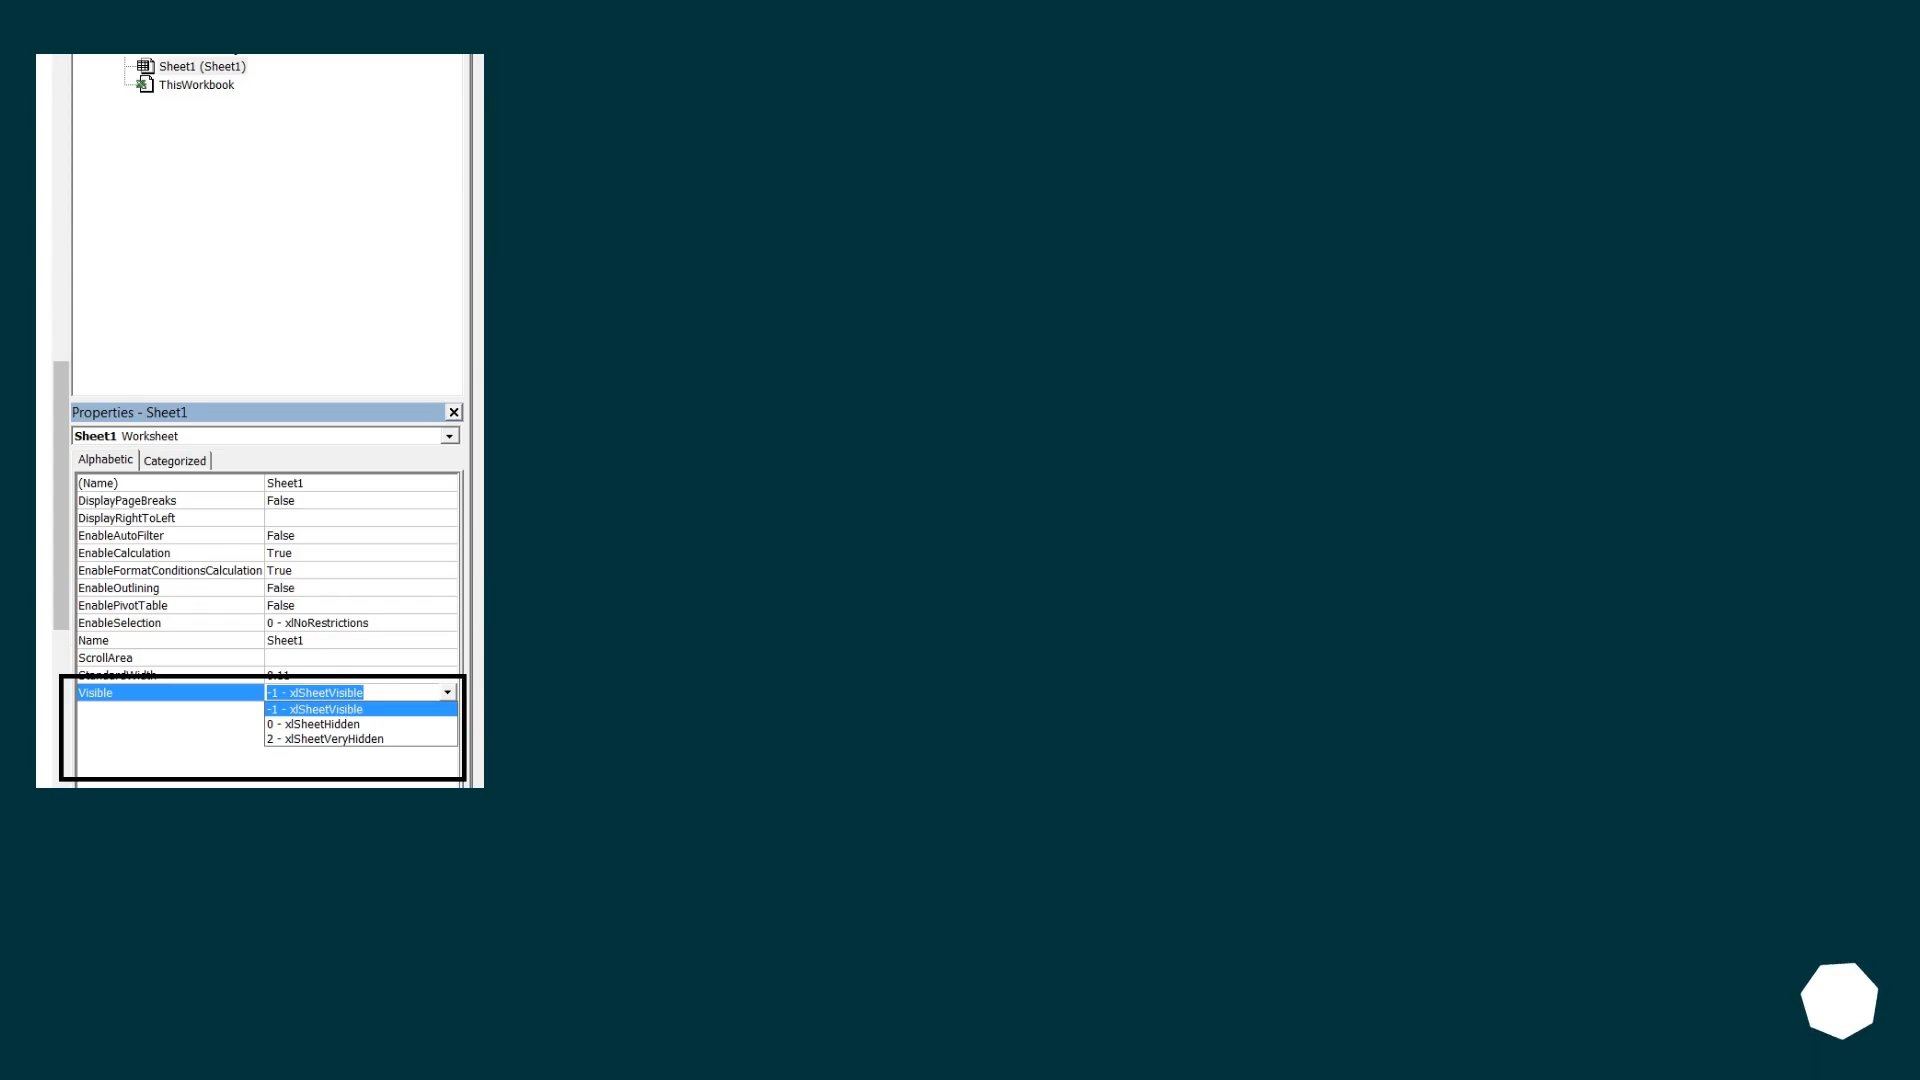 Sheet1 (Sheet1)
ThisWorkbook
Properties - Sheet1
Sheet1 Worksheet
Alphabetic Categorized
(Name) Sheet1
DisplayPageBreaks False
DisplayRightToLeft
EnableAutoFilter False
EnableCalculation True
EnableFormatConditionsCalculation True
EnableOutlining False
EnablePivotTable False
EnableSelection 0 - xlNoRestrictions
Name Sheet1
ScrollArea
StandardWidth
Visible -1 - xlSheetVisible
-1 - xlSheetVisible
0 - xlSheetHidden
2 - xlSheetVeryHidden